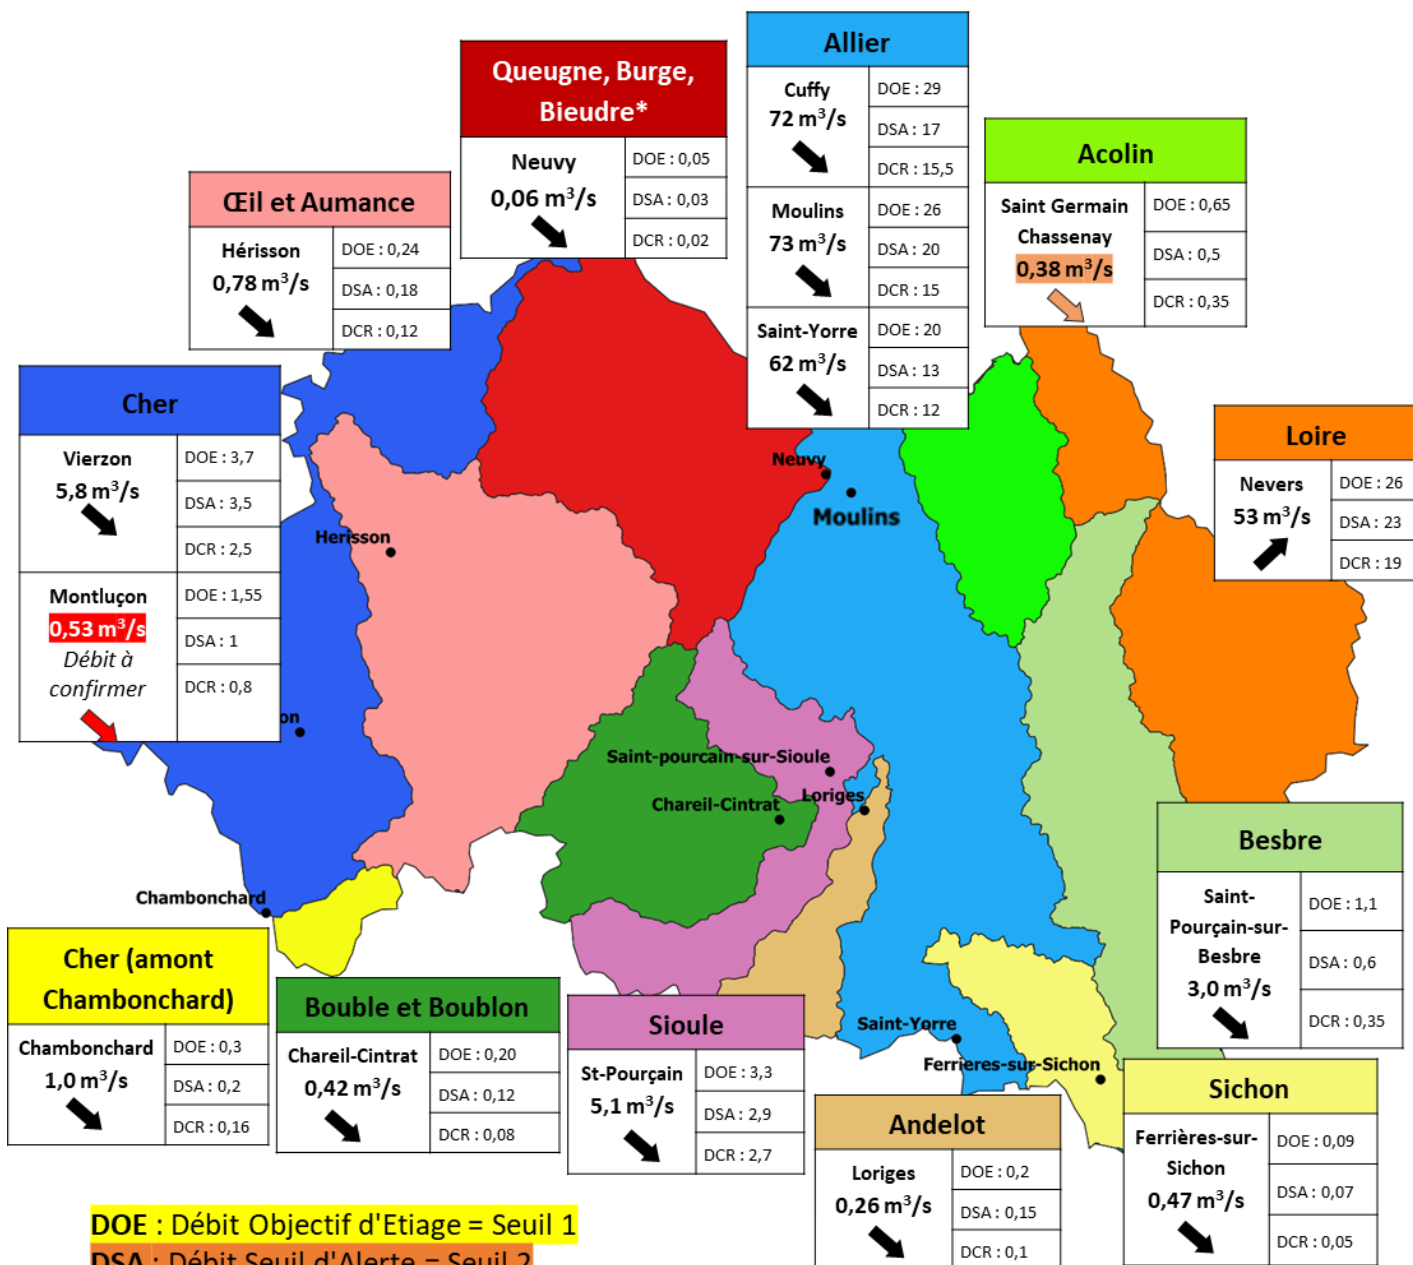 Allier
Cuffy
72 m³/s
DOE : 29
DSA : 17
DCR : 15,5
Moulins
73 m³/s
DOE : 26
DSA : 20
DCR : 15
Saint-Yorre
62 m³/s
DOE : 20
DSA : 13
DCR : 12
Queugne, Burge,
Bieudre*
Neuvy
0,06 m³/s
DOE : 0,05
DSA : 0,03
DCR : 0,02
Acolin
Saint Germain
Chassenay
0,38 m³/s
DOE : 0,65
DSA : 0,5
DCR : 0,35
Œil et Aumance
Hérisson
0,78 m³/s
DOE : 0,24
DSA : 0,18
DCR : 0,12
Cher
Vierzon
5,8 m³/s
DOE : 3,7
DSA : 3,5
DCR : 2,5
Montluçon
0,53 m³/s
Débit à
confirmer
DOE : 1,55
DSA : 1
DCR : 0,8
Loire
Nevers
53 m³/s
DOE : 26
DSA : 23
DCR : 19
Neuvy
Moulins
Herisson
on
Saint-pourcain-sur-Sioule
Loriges
Chareil-Cintrat
Chambonchard
Saint-Yorre
Ferrieres-sur-Sichon
Besbre
Saint-
Pourçain-sur-
Besbre
3,0 m³/s
DOE : 1,1
DSA : 0,6
DCR : 0,35
Cher (amont
Chambonchard)
Chambonchard
1,0 m³/s
DOE : 0,3
DSA : 0,2
DCR : 0,16
Bouble et Boublon
Chareil-Cintrat
0,42 m³/s
DOE : 0,20
DSA : 0,12
DCR : 0,08
Sioule
St-Pourçain
5,1 m³/s
DOE : 3,3
DSA : 2,9
DCR : 2,7
Andelot
Loriges
0,26 m³/s
DOE : 0,2
DSA : 0,15
DCR : 0,1
Sichon
Ferrières-sur-
Sichon
0,47 m³/s
DOE : 0,09
DSA : 0,07
DCR : 0,05
DOE : Débit Objectif d'Etiage = Seuil 1
DSA : Débit Seuil d'Alerte = Seuil 2